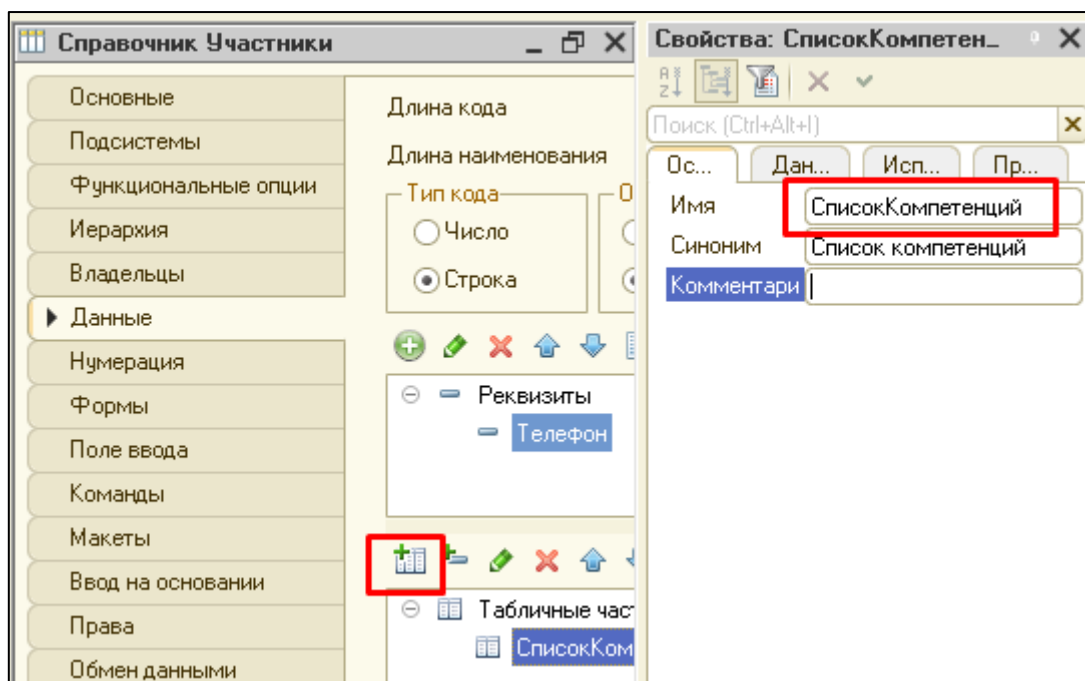 Справочник Участники
Основные
Подсистемы
Функциональные опции
Иерархия
Владельцы
Данные
Нумерация
Формы
Поле ввода
Команды
Макеты
Ввод на основании
Права
Обмен данными
Длина кода
Длина наименования
Тип кода
О
Число
Строка
Реквизиты
Телефон
Табличные час
СписокКом
Свойства: СписокКомпетен...
Поиск (Ctrl+Alt+I)
Ос... Дан... Исп... Пр...
Имя СписокКомпетенций
Синоним Список компетенций
Комментари